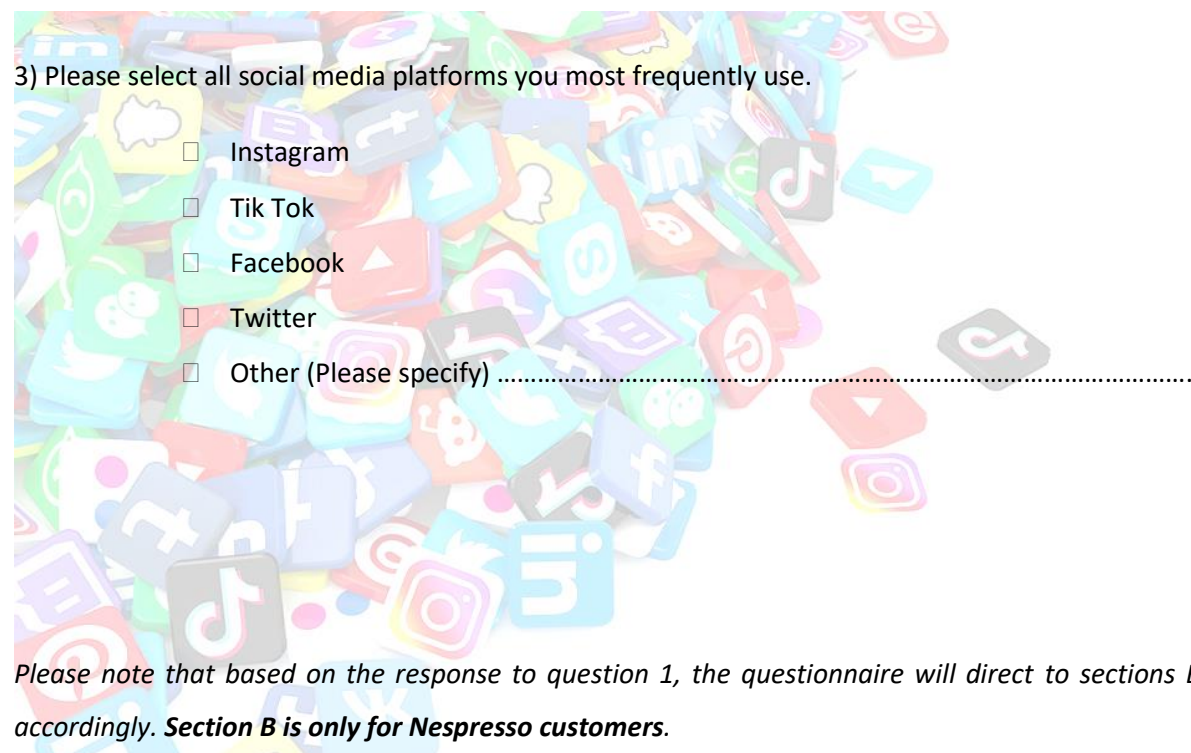 3) Please select all social media platforms you most frequently use.
☐ Instagram
☐ Tik Tok
☐ Facebook
☐ Twitter
☐ Other (Please specify) ………………………………………………………………………………………….
Please note that based on the response to question 1, the questionnaire will direct to sections
accordingly. Section B is only for Nespresso customers.